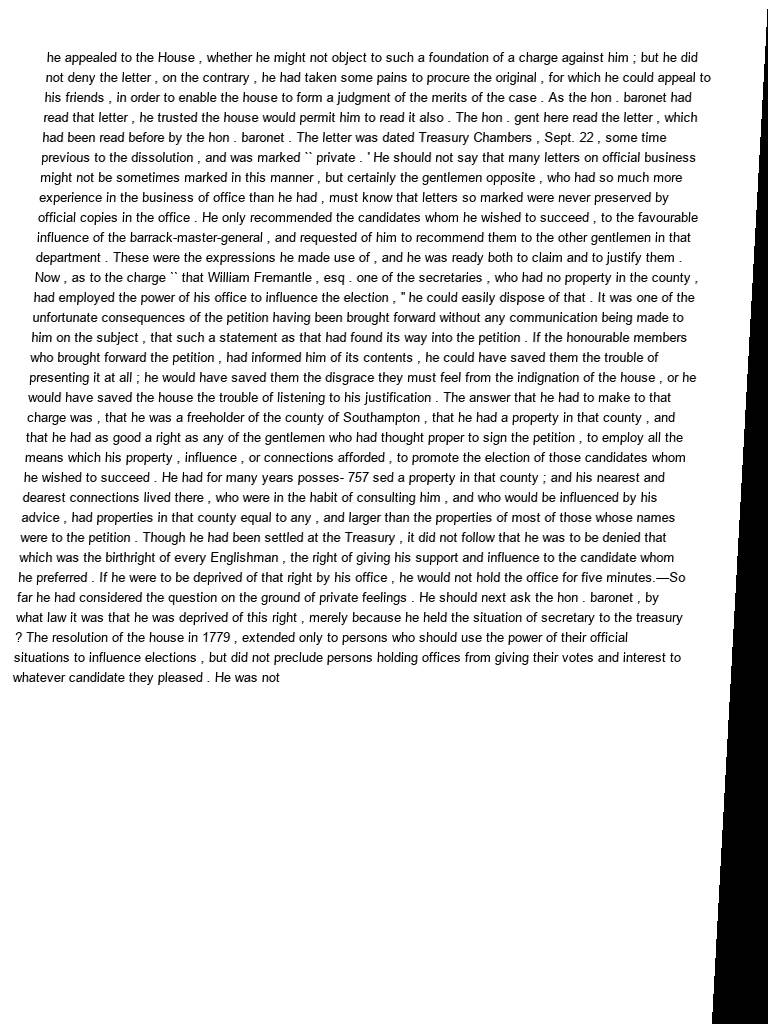 he appealed to the House , whether he might not object to such a foundation of a charge against him ; but he did
not deny the letter , on the contrary , he had taken some pains to procure the original , for which he could appeal to
his friends , in order to enable the house to form a judgment of the merits of the case . As the hon . baronet had
read that letter , he trusted the house would permit him to read it also . The hon . gent here read the letter , which
had been read before by the hon . baronet . The letter was dated Treasury Chambers , Sept. 22 , some time
previous to the dissolution , and was marked `` private . ' He should not say that many letters on official business
might not be sometimes marked in this manner , but certainly the gentlemen opposite , who had so much more
experience in the business of office than he had , must know that letters so marked were never preserved by
official copies in the office . He only recommended the candidates whom he wished to succeed , to the favourable
influence of the barrack-master-general , and requested of him to recommend them to the other gentlemen in that
department . These were the expressions he made use of , and he was ready both to claim and to justify them .
Now , as to the charge `` that William Fremantle , esq . one of the secretaries , who had no property in the county ,
had employed the power of his office to influence the election , '' he could easily dispose of that . It was one of the
unfortunate consequences of the petition having been brought forward without any communication being made to
him on the subject , that such a statement as that had found its way into the petition . If the honourable members
who brought forward the petition , had informed him of its contents , he could have saved them the trouble of
presenting it at all ; he would have saved them the disgrace they must feel from the indignation of the house , or he
would have saved the house the trouble of listening to his justification . The answer that he had to make to that
charge was , that he was a freeholder of the county of Southampton , that he had a property in that county , and
that he had as good a right as any of the gentlemen who had thought proper to sign the petition , to employ all the
means which his property , influence , or connections afforded , to promote the election of those candidates whom
he wished to succeed . He had for many years posses- 757 sed a property in that county ; and his nearest and
dearest connections lived there , who were in the habit of consulting him , and who would be influenced by his
advice , had properties in that county equal to any , and larger than the properties of most of those whose names
were to the petition . Though he had been settled at the Treasury , it did not follow that he was to be denied that
which was the birthright of every Englishman , the right of giving his support and influence to the candidate whom
he preferred . If he were to be deprived of that right by his office , he would not hold the office for five minutes.—So
far he had considered the question on the ground of private feelings . He should next ask the hon . baronet , by
what law it was that he was deprived of this right , merely because he held the situation of secretary to the treasury
? The resolution of the house in 1779 , extended only to persons who should use the power of their official
situations to influence elections , but did not preclude persons holding offices from giving their votes and interest to
whatever candidate they pleased . He was not